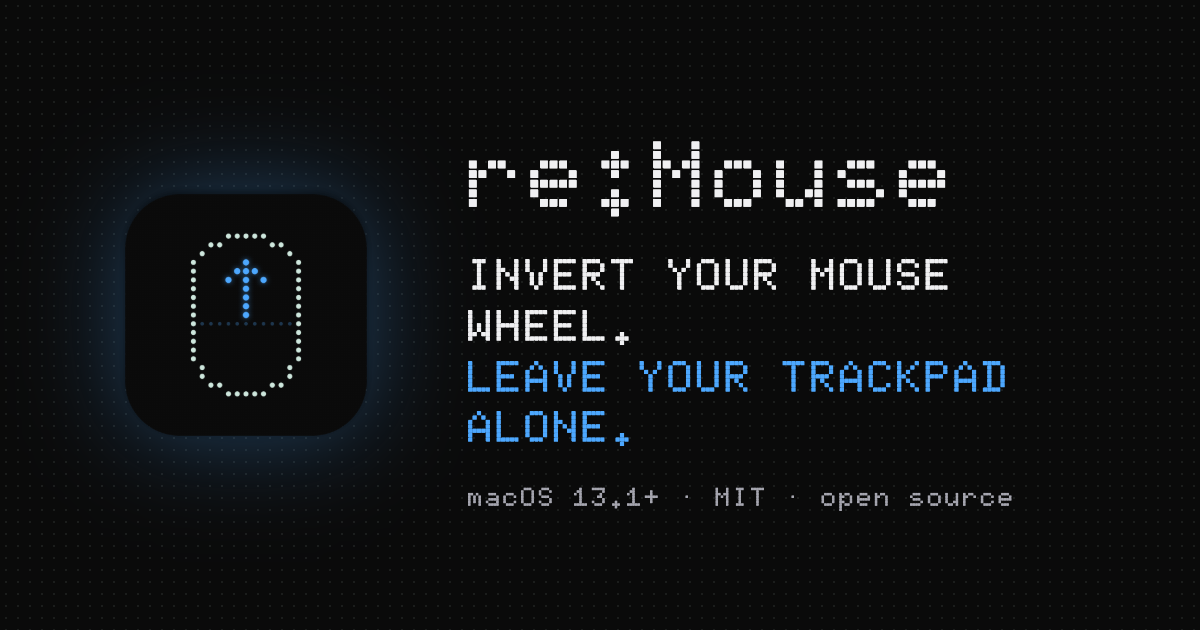 re:Mouse
INVERT YOUR MOUSE
WHEEL.
LEAVE YOUR TRACKPAD
ALONE.
macOS 13.1+ · MIT · open source